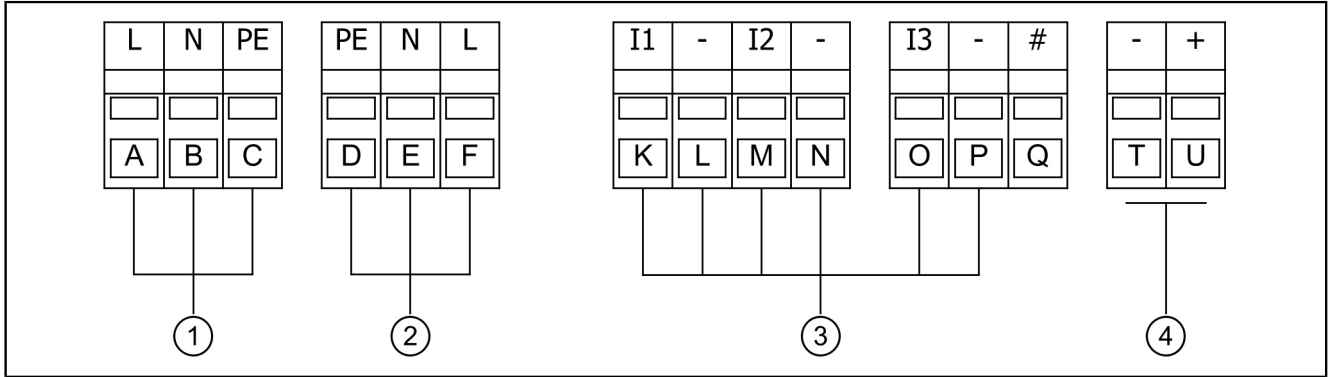 L N PE PE N L I1 - I2 - I3 - # - +
A B C D E F K L M N O P Q T U
1 2 3 4